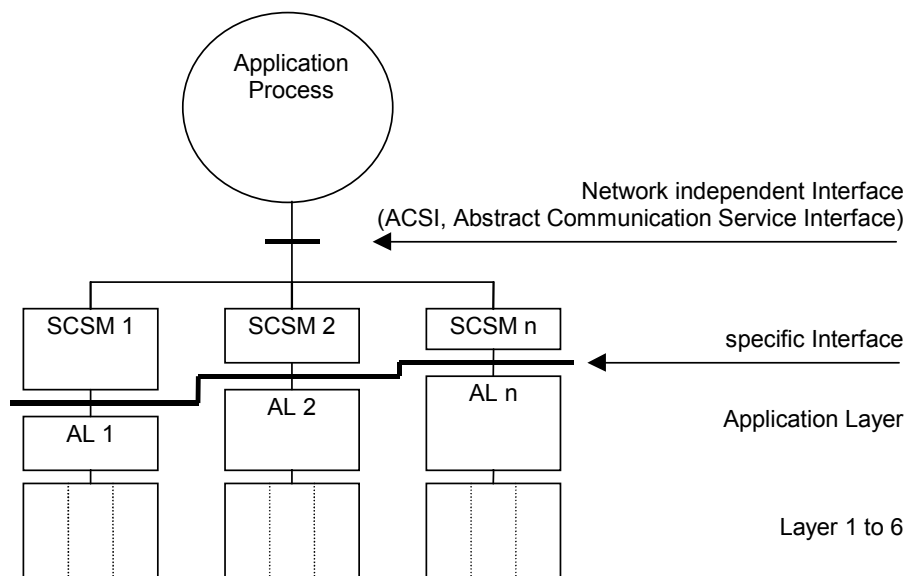 Application
Process
Network independent Interface
(ACSI, Abstract Communication Service Interface)
SCSM 1
SCSM 2
SCSM n
specific Interface
AL 1
AL 2
AL n
Application Layer
Layer 1 to 6